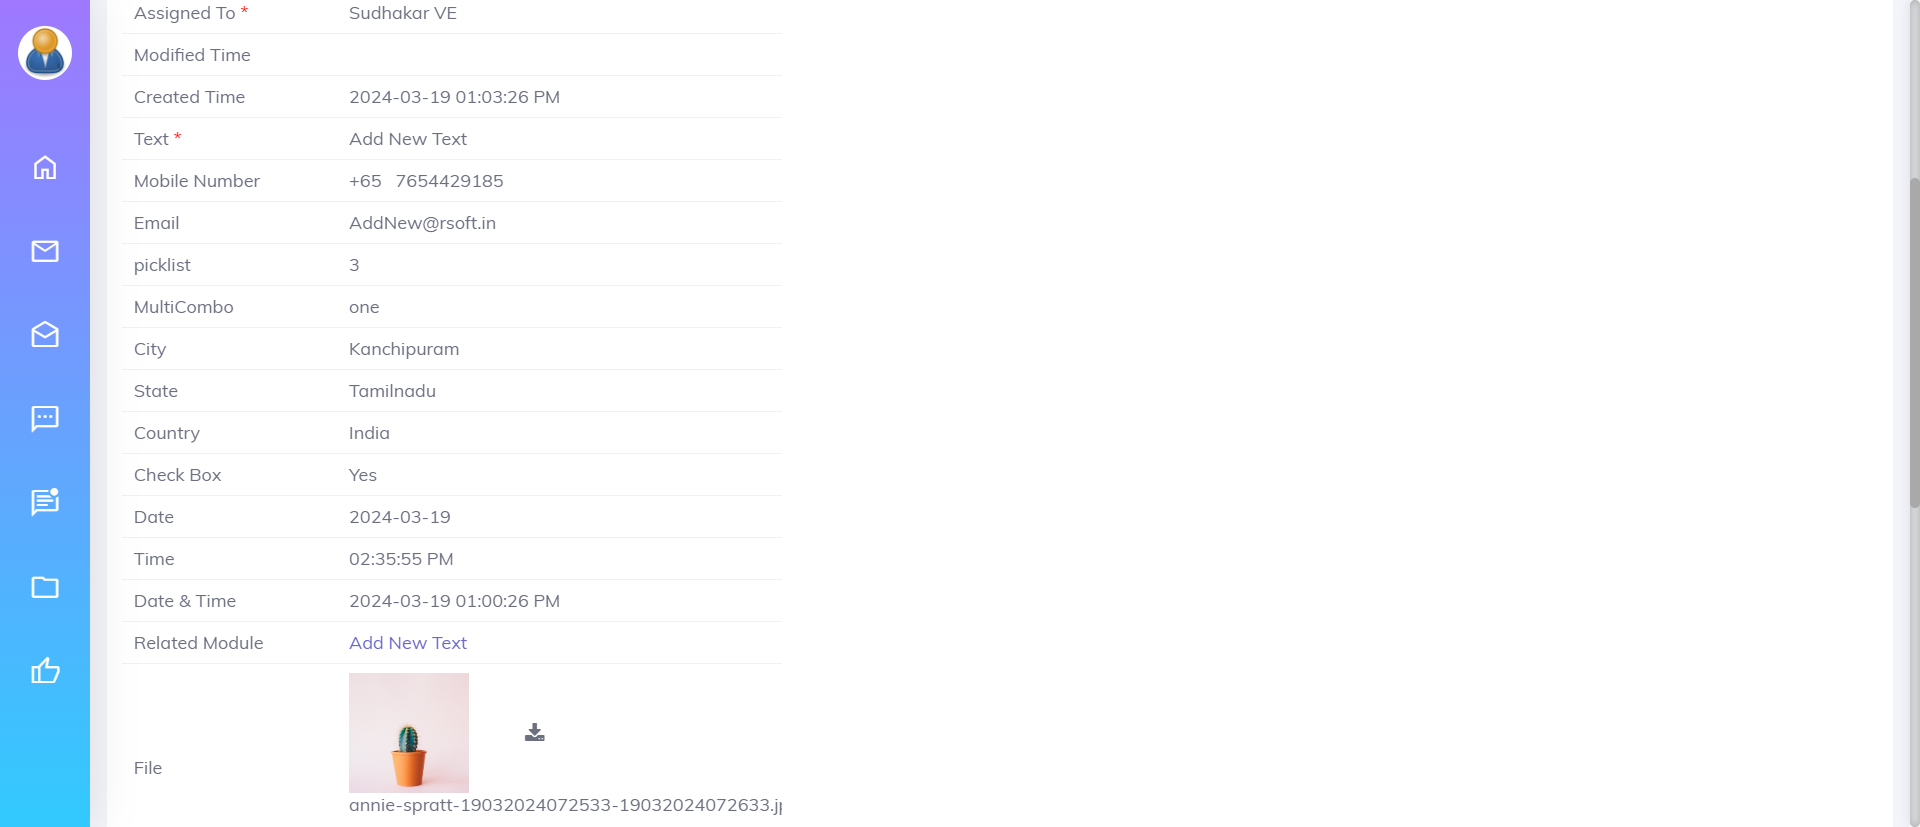 Assigned To * Sudhakar VE
Modified Time
Created Time 2024-03-19 01:03:26 PM
Text * Add New Text
Mobile Number +65 7654429185
Email AddNew@rsoft.in
picklist 3
MultiCombo one
City Kanchipuram
State Tamilnadu
Country India
Check Box Yes
Date 2024-03-19
Time 02:35:55 PM
Date & Time 2024-03-19 01:00:26 PM
Related Module Add New Text
File
annie-spratt-19032024072533-19032024072633.j